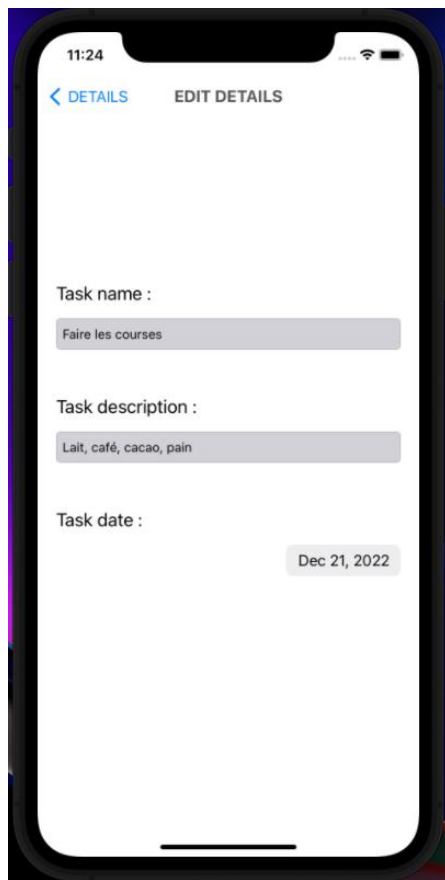 11:24
DETAILS EDIT DETAILS
Task name :
Faire les courses
Task description :
Lait, café, cacao, pain
Task date :
Dec 21, 2022